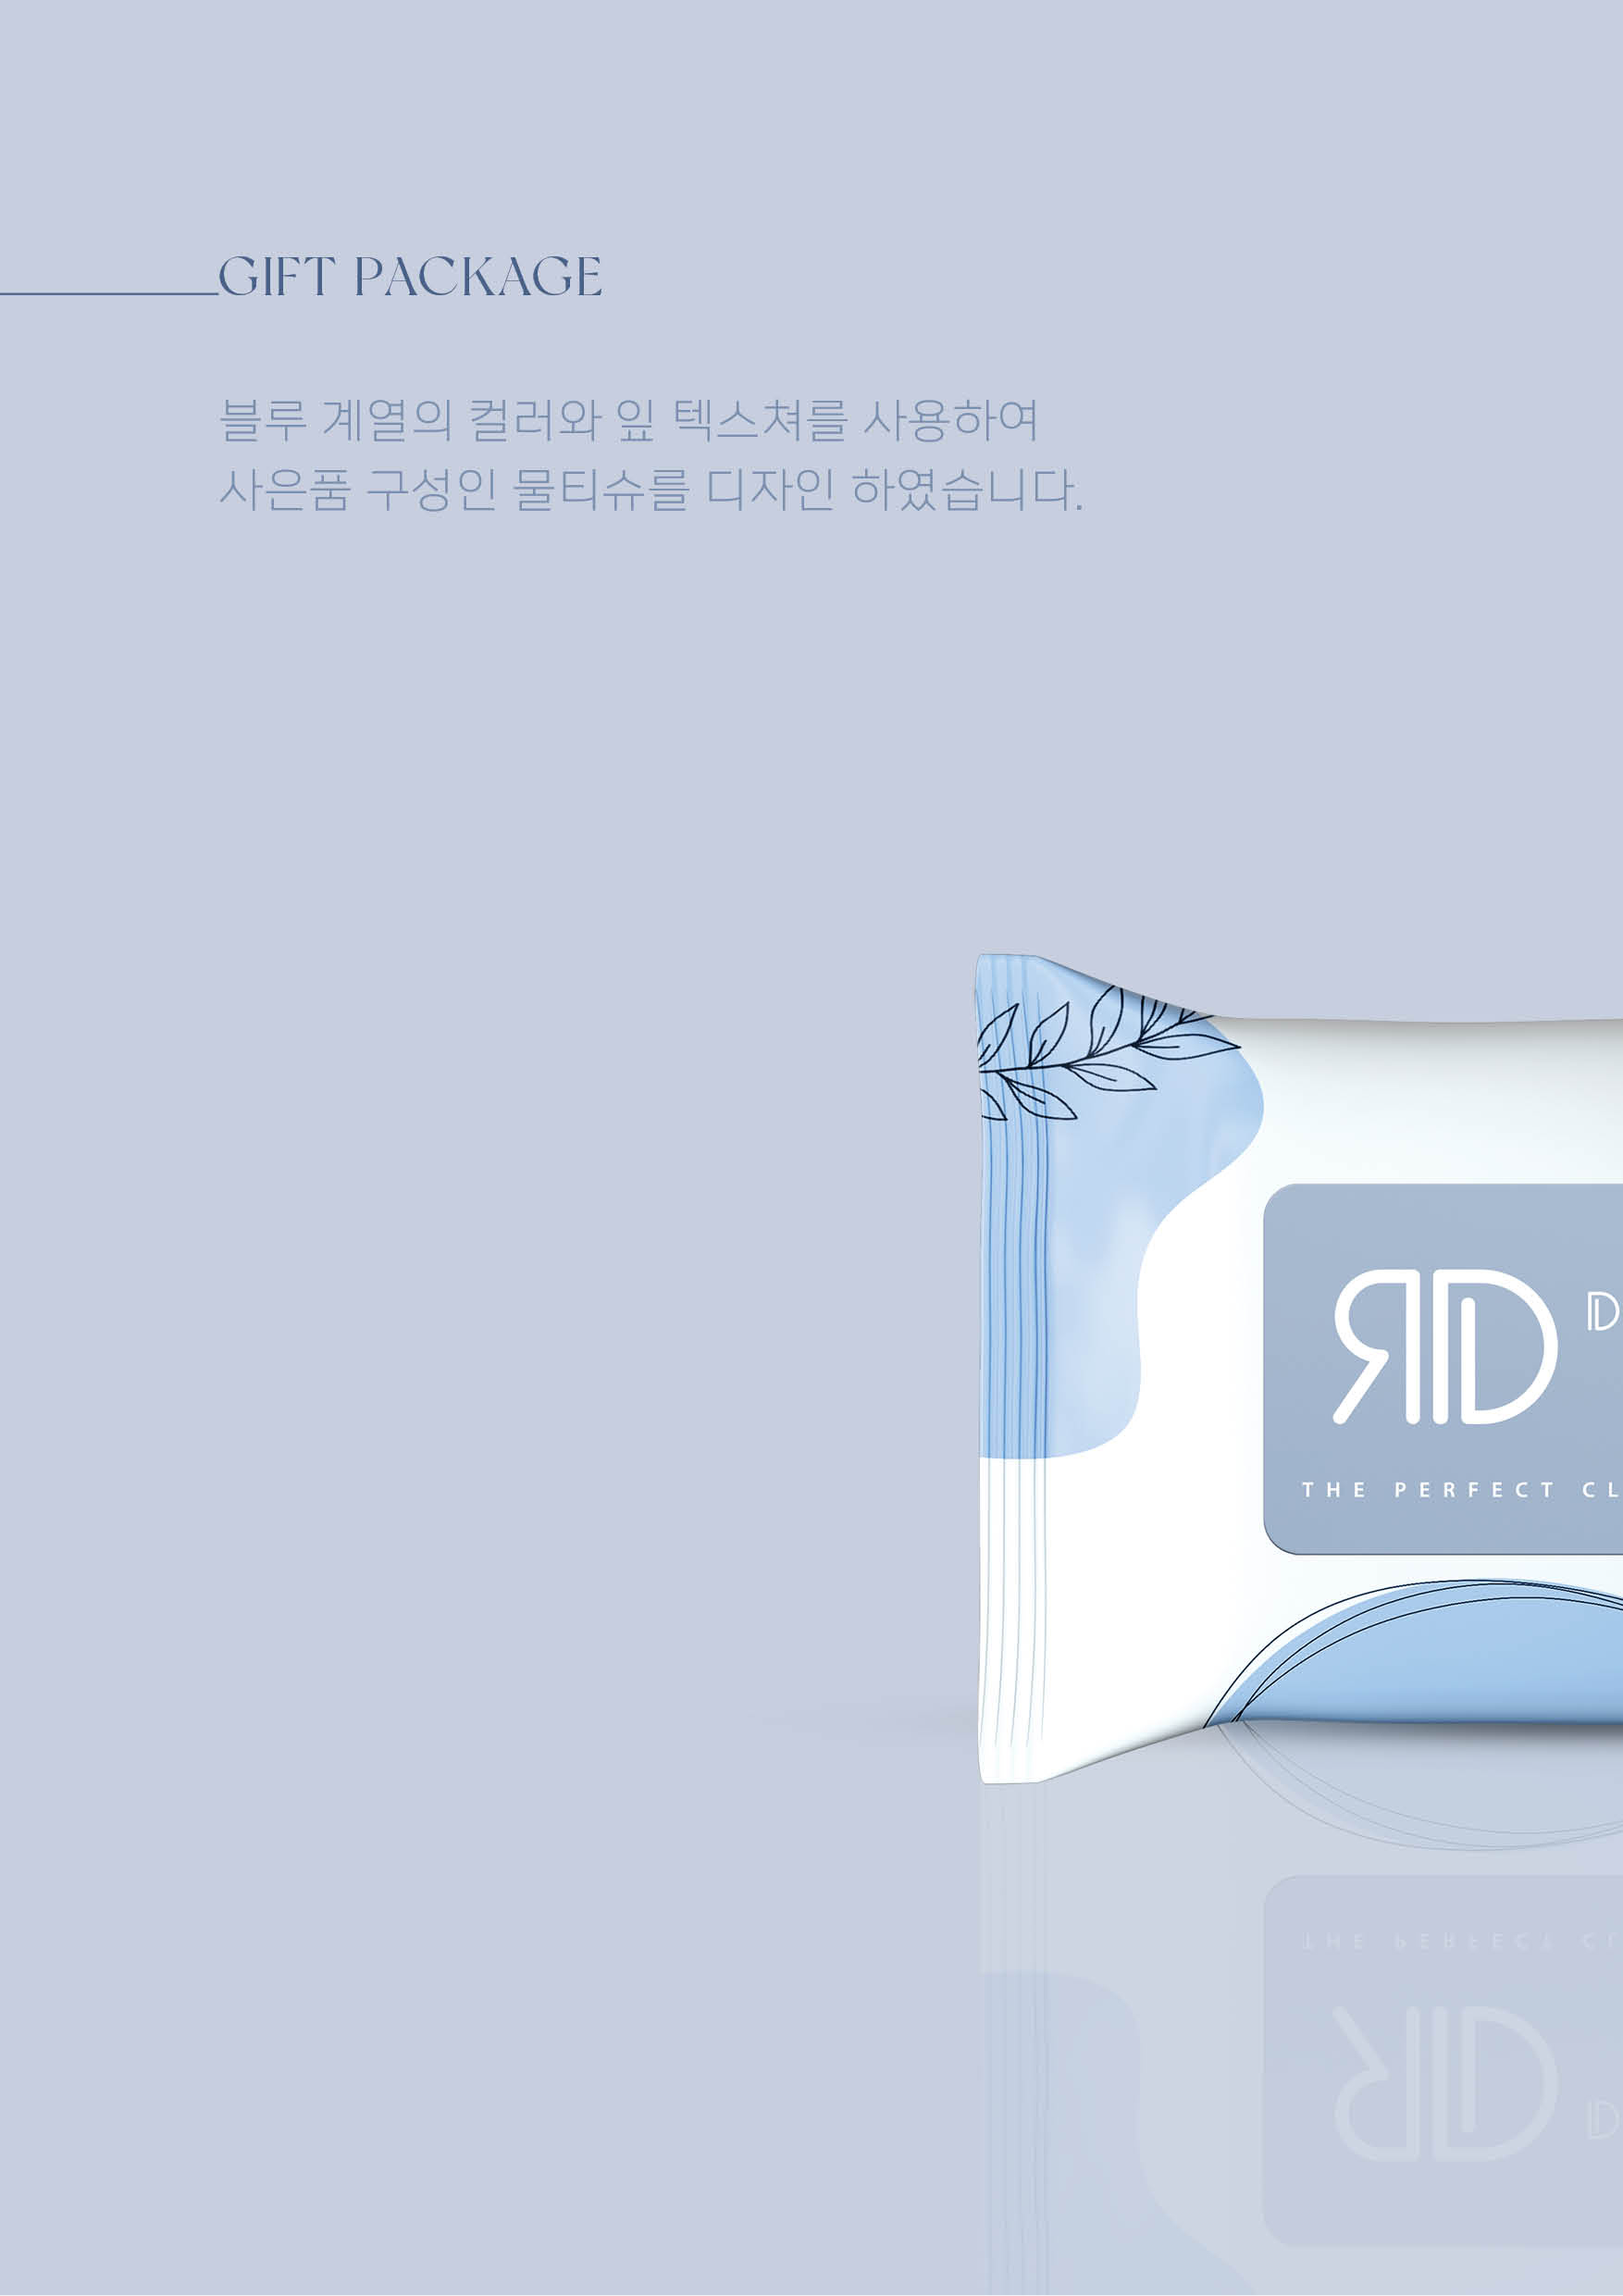 GIFT PACKAGE
블루 계열의 컬러와 잎 텍스쳐를 사용하여
사은품 구성인 물티슈를 디자인 하였습니다.
RD
D
THE PERFECT CL